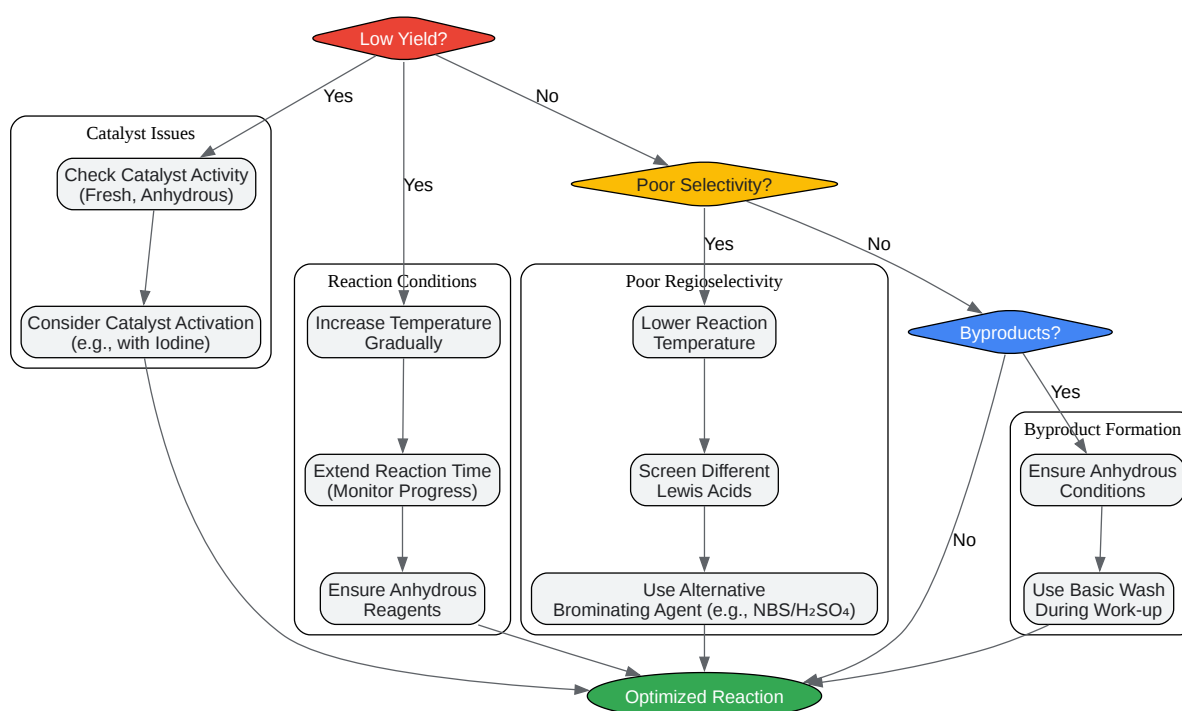 Low Yield?
Yes
No
Catalyst Issues
Check Catalyst Activity
(Fresh, Anhydrous)
Yes
Poor Selectivity?
Yes
No
Reaction Conditions
Poor Regioselectivity
Consider Catalyst Activation
(e.g., with Iodine)
Increase Temperature
Gradually
Lower Reaction
Temperature
Byproducts?
Yes
Byproduct Formation
Extend Reaction Time
(Monitor Progress)
Screen Different
Lewis Acids
Ensure Anhydrous
Conditions
No
Ensure Anhydrous
Reagents
Use Alternative
Brominating Agent (e.g., NBS/H₂SO₄)
Use Basic Wash
During Work-up
Optimized Reaction